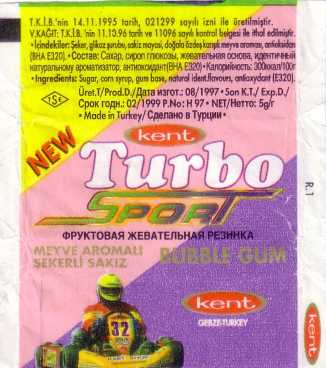 T.K.İ.B.'nin 14.11.1995 tarih, 021299 sayılı izni ile üretilmiştir.
V.KAĞIT: T.K.İ.B. 'nin 11.10.96 tarih ve 11096 sayılı kontrol belgesi ile ithal edilmiştir.
• İçindekiler: Şeker, glikoz şurubu, sakız mayası, doğala özdeş karışık meyve aroması, antioksidan
(BHA E320). • Состав: Сахар, сироп глюкозы, жевательная основа, идентичный
натуральному ароматизатор, антиоксидант(BHA E320) • Калорийность: 300ккал/100г
• Ingredients: Sugar, corn syrup, gum base, natural ident.flavours, antioxydant (E320).
TSE
Üret.T/Prod.D./Дата изгот.: 08/1997 • Son K.T./ Exp.D./
Срок годн.: 02/1999 P.No: H 97 • NET/Нетто: 5g/г
• Made in Turkey/ Сделано в Турции •
NEW
kent
Turbo
SPORT
ФРУКТОВАЯ ЖЕВАТЕЛЬНАЯ РЕЗИНКА
MEYVE AROMALI
ŞEKERLİ SAKIZ
BUBBLE GUM
kent
GEBZE-TURKEY
32
R.1
kent